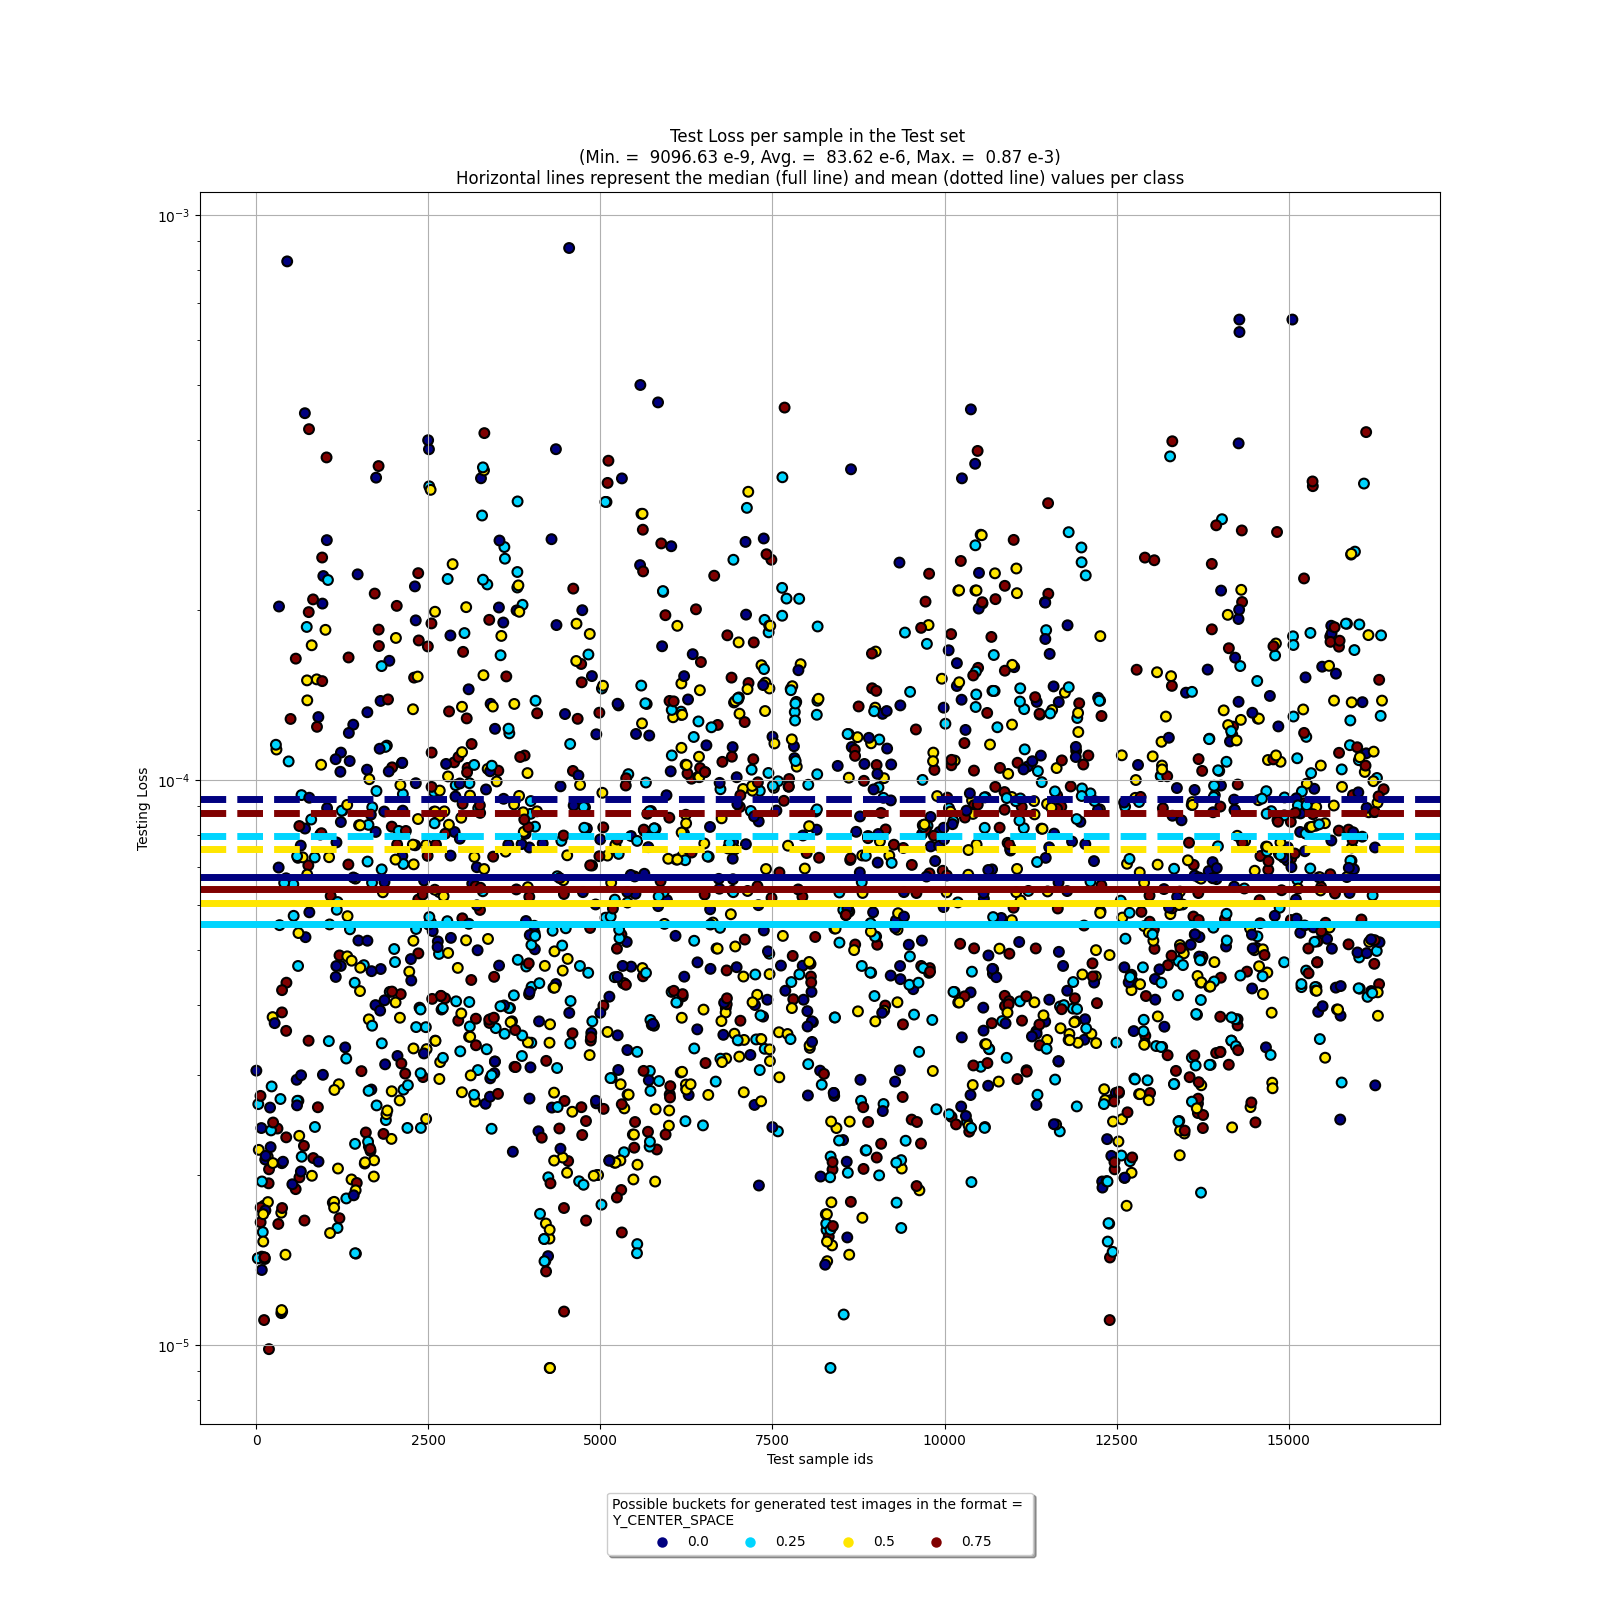 Test Loss per sample in the Test set
(Min. =  9096.63 e-9, Avg. =  83.62 e-6, Max. =  0.87 e-3)
Horizontal lines represent the median (full line) and mean (dotted line) values per class
Testing Loss
10⁻³
10⁻⁴
10⁻⁵
0 2500 5000 7500 10000 12500 15000
Test sample ids
Possible buckets for generated test images in the format =
Y_CENTER_SPACE
0.0 0.25 0.5 0.75